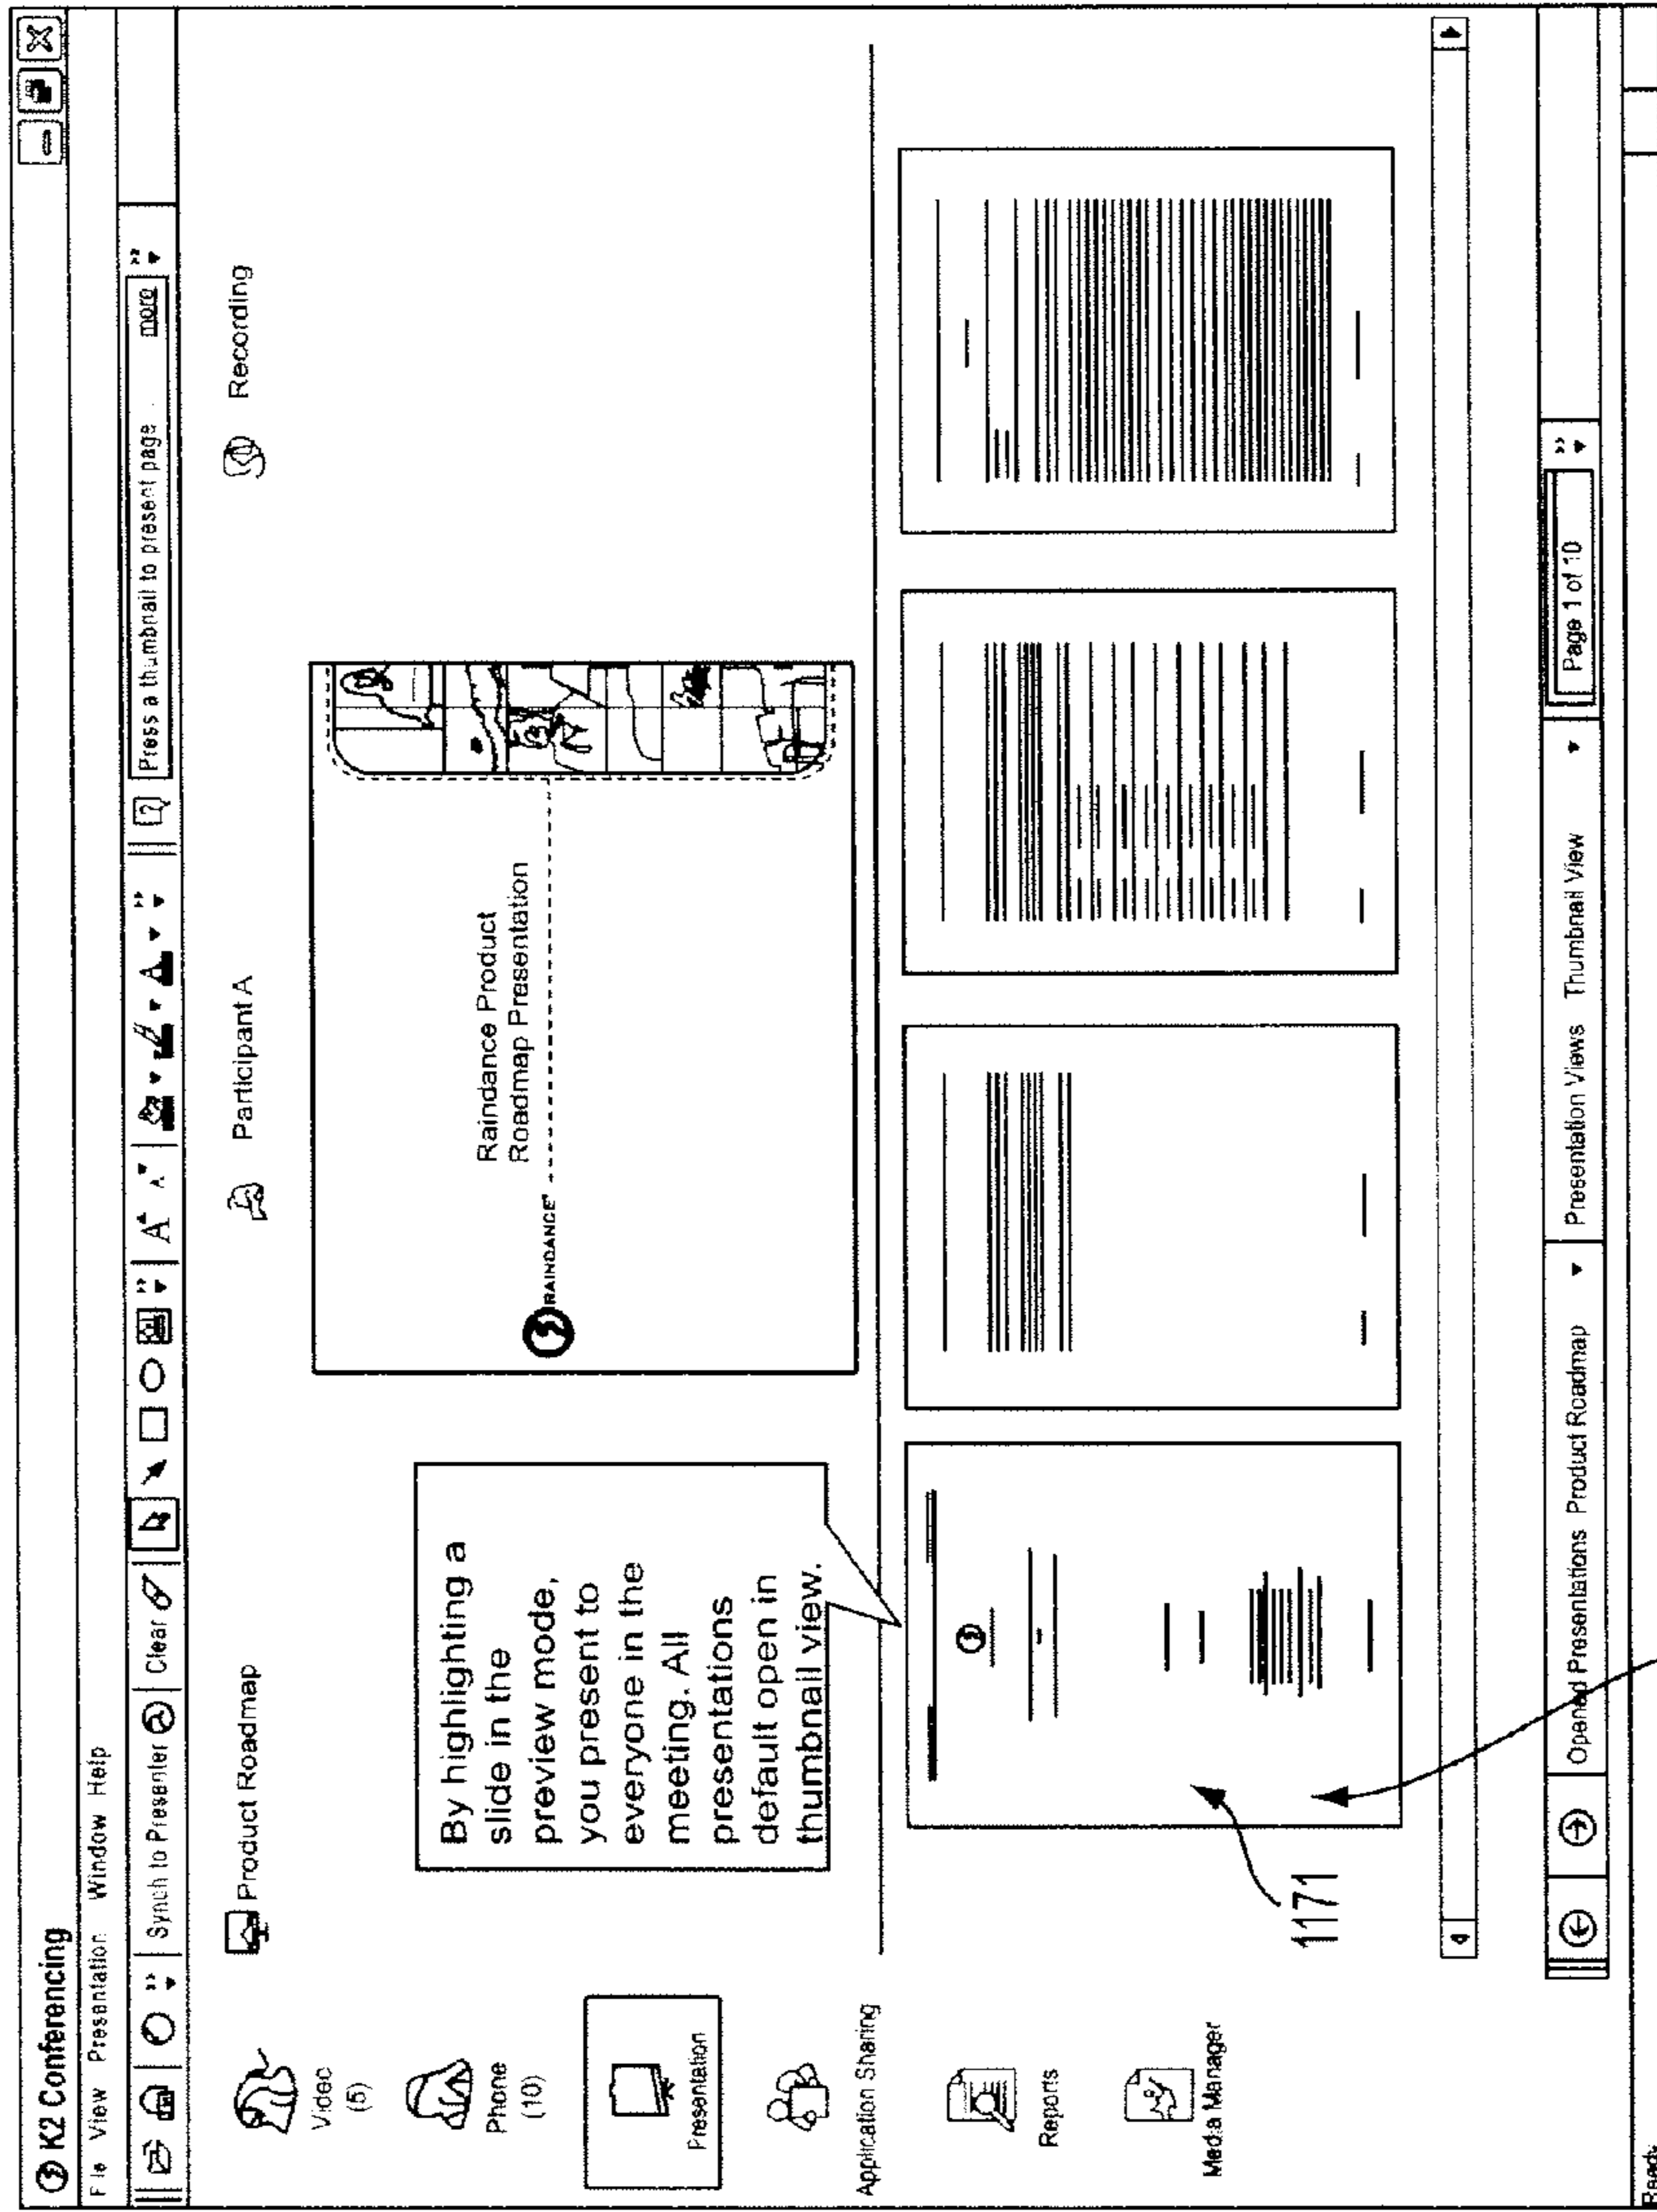 K2 Conferencing
File View Presentation Window Help
Synch to Presenter Clear
A A A
Press a thumbnail to present page more
Video
(5)
Phone
(10)
Presentation
Application Sharing
Reports
Media Manager
Product Roadmap
Participant A
Recording
By highlighting a
slide in the
preview mode,
you present to
everyone in the
meeting. All
presentations
default open in
thumbnail view.
Raindance Product
Roadmap Presentation
RAINDANCE
1171
Opened Presentations Product Roadmap
Presentation Views Thumbnail View
Page 1 of 10
Ready